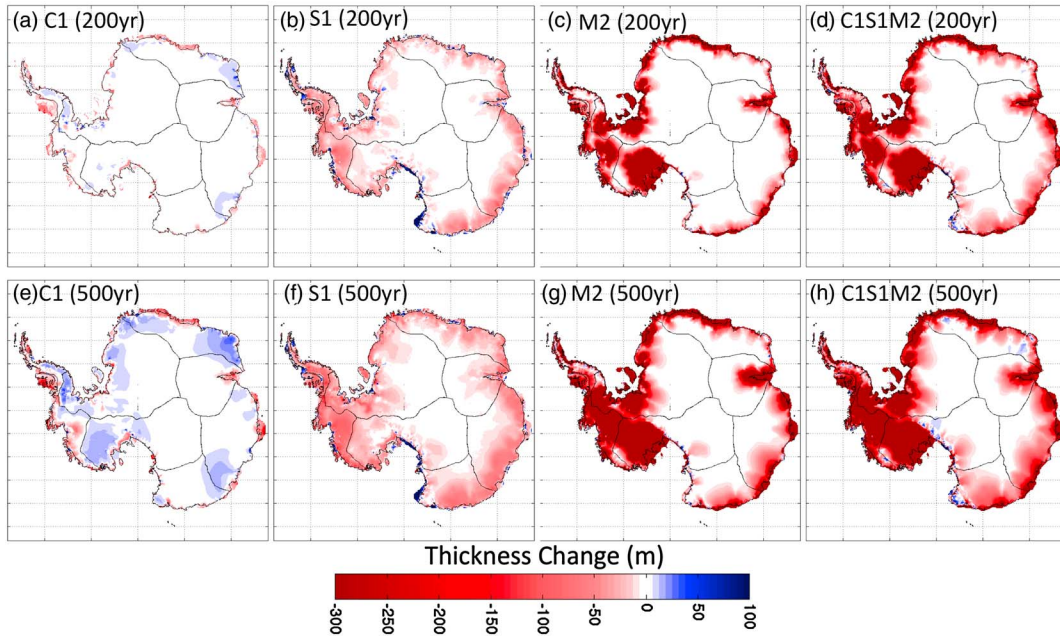 (a) C1 (200yr)
(b) S1 (200yr)
(c) M2 (200yr)
(d) C1S1M2 (200yr)
(e) C1 (500yr)
(f) S1 (500yr)
(g) M2 (500yr)
(h) C1S1M2 (500yr)
Thickness Change (m)
-300 -250 -200 -150 -100 -50 0 50 100